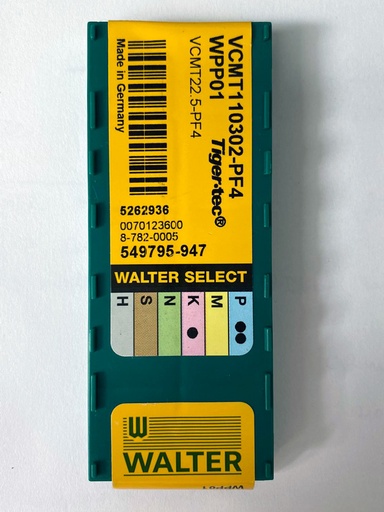 VCMT110302-PF4
WPP01
Tiger·tec®
VCMT22.5-PF4
Made in Germany
5262936
0070123600
8-782-0005
549795-947
WALTER SELECT
P
M
K
N
S
H
W
WALTER